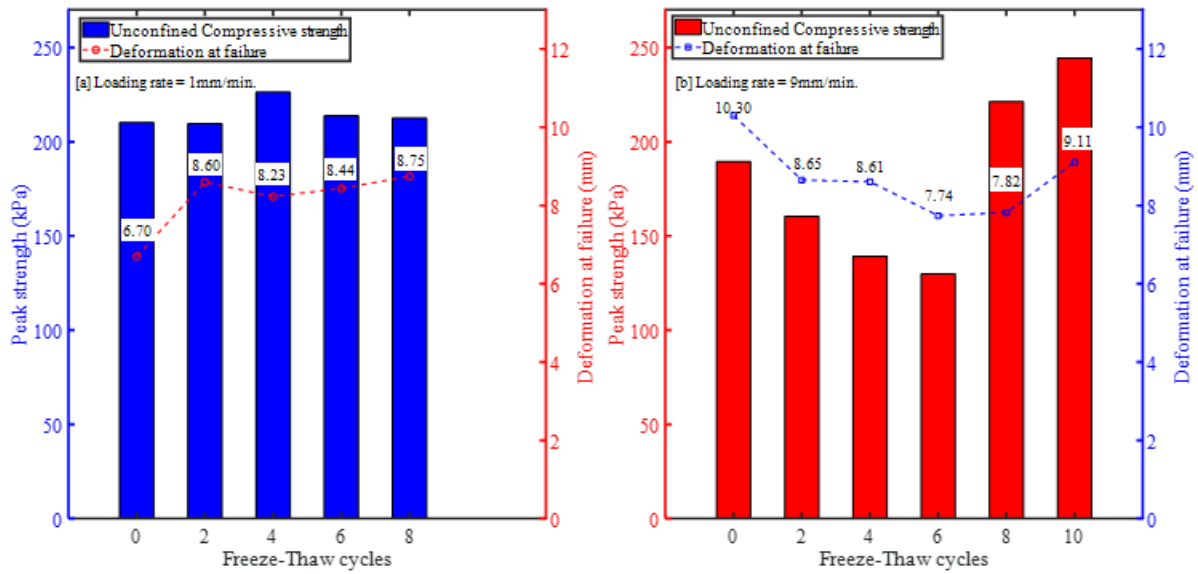 Unconfined Compressive strength
Deformation at failure
[a] Loading rate = 1mm/min.
250
200
150
100
50
0
Peak strength (kPa)
6.70
8.60
8.23
8.44
8.75
12
10
8
6
4
2
0
Deformation at failure (mm)
0 2 4 6 8
Freeze-Thaw cycles
Unconfined Compressive strength
Deformation at failure
[b] Loading rate = 9mm/min.
250
200
150
100
50
0
Peak strength (kPa)
10.30
8.65
8.61
7.74
7.82
9.11
12
10
8
6
4
2
0
Deformation at failure (mm)
0 2 4 6 8 10
Freeze-Thaw cycles